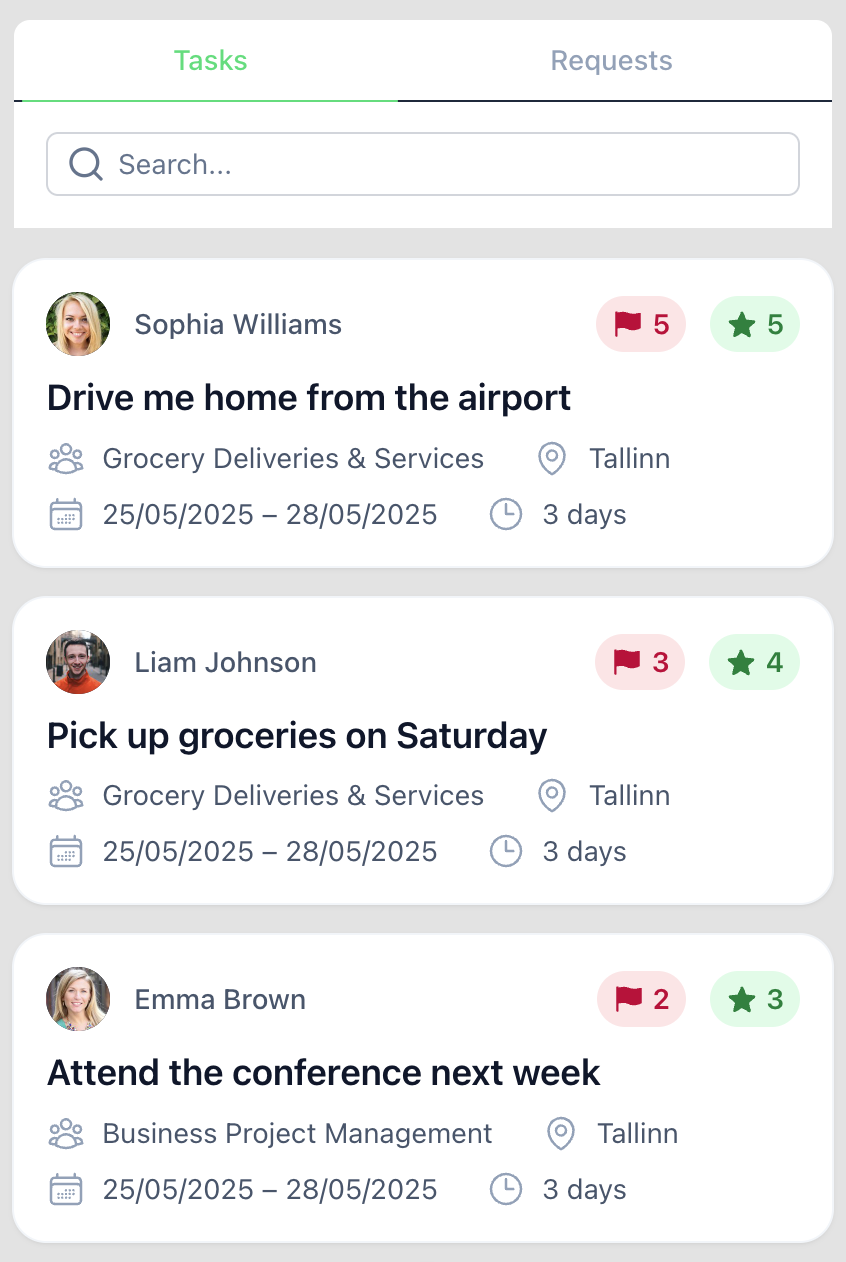 Tasks Requests
Search...
Sophia Williams 5 5
Drive me home from the airport
Grocery Deliveries & Services Tallinn
25/05/2025 – 28/05/2025 3 days
Liam Johnson 3 4
Pick up groceries on Saturday
Grocery Deliveries & Services Tallinn
25/05/2025 – 28/05/2025 3 days
Emma Brown 2 3
Attend the conference next week
Business Project Management Tallinn
25/05/2025 – 28/05/2025 3 days